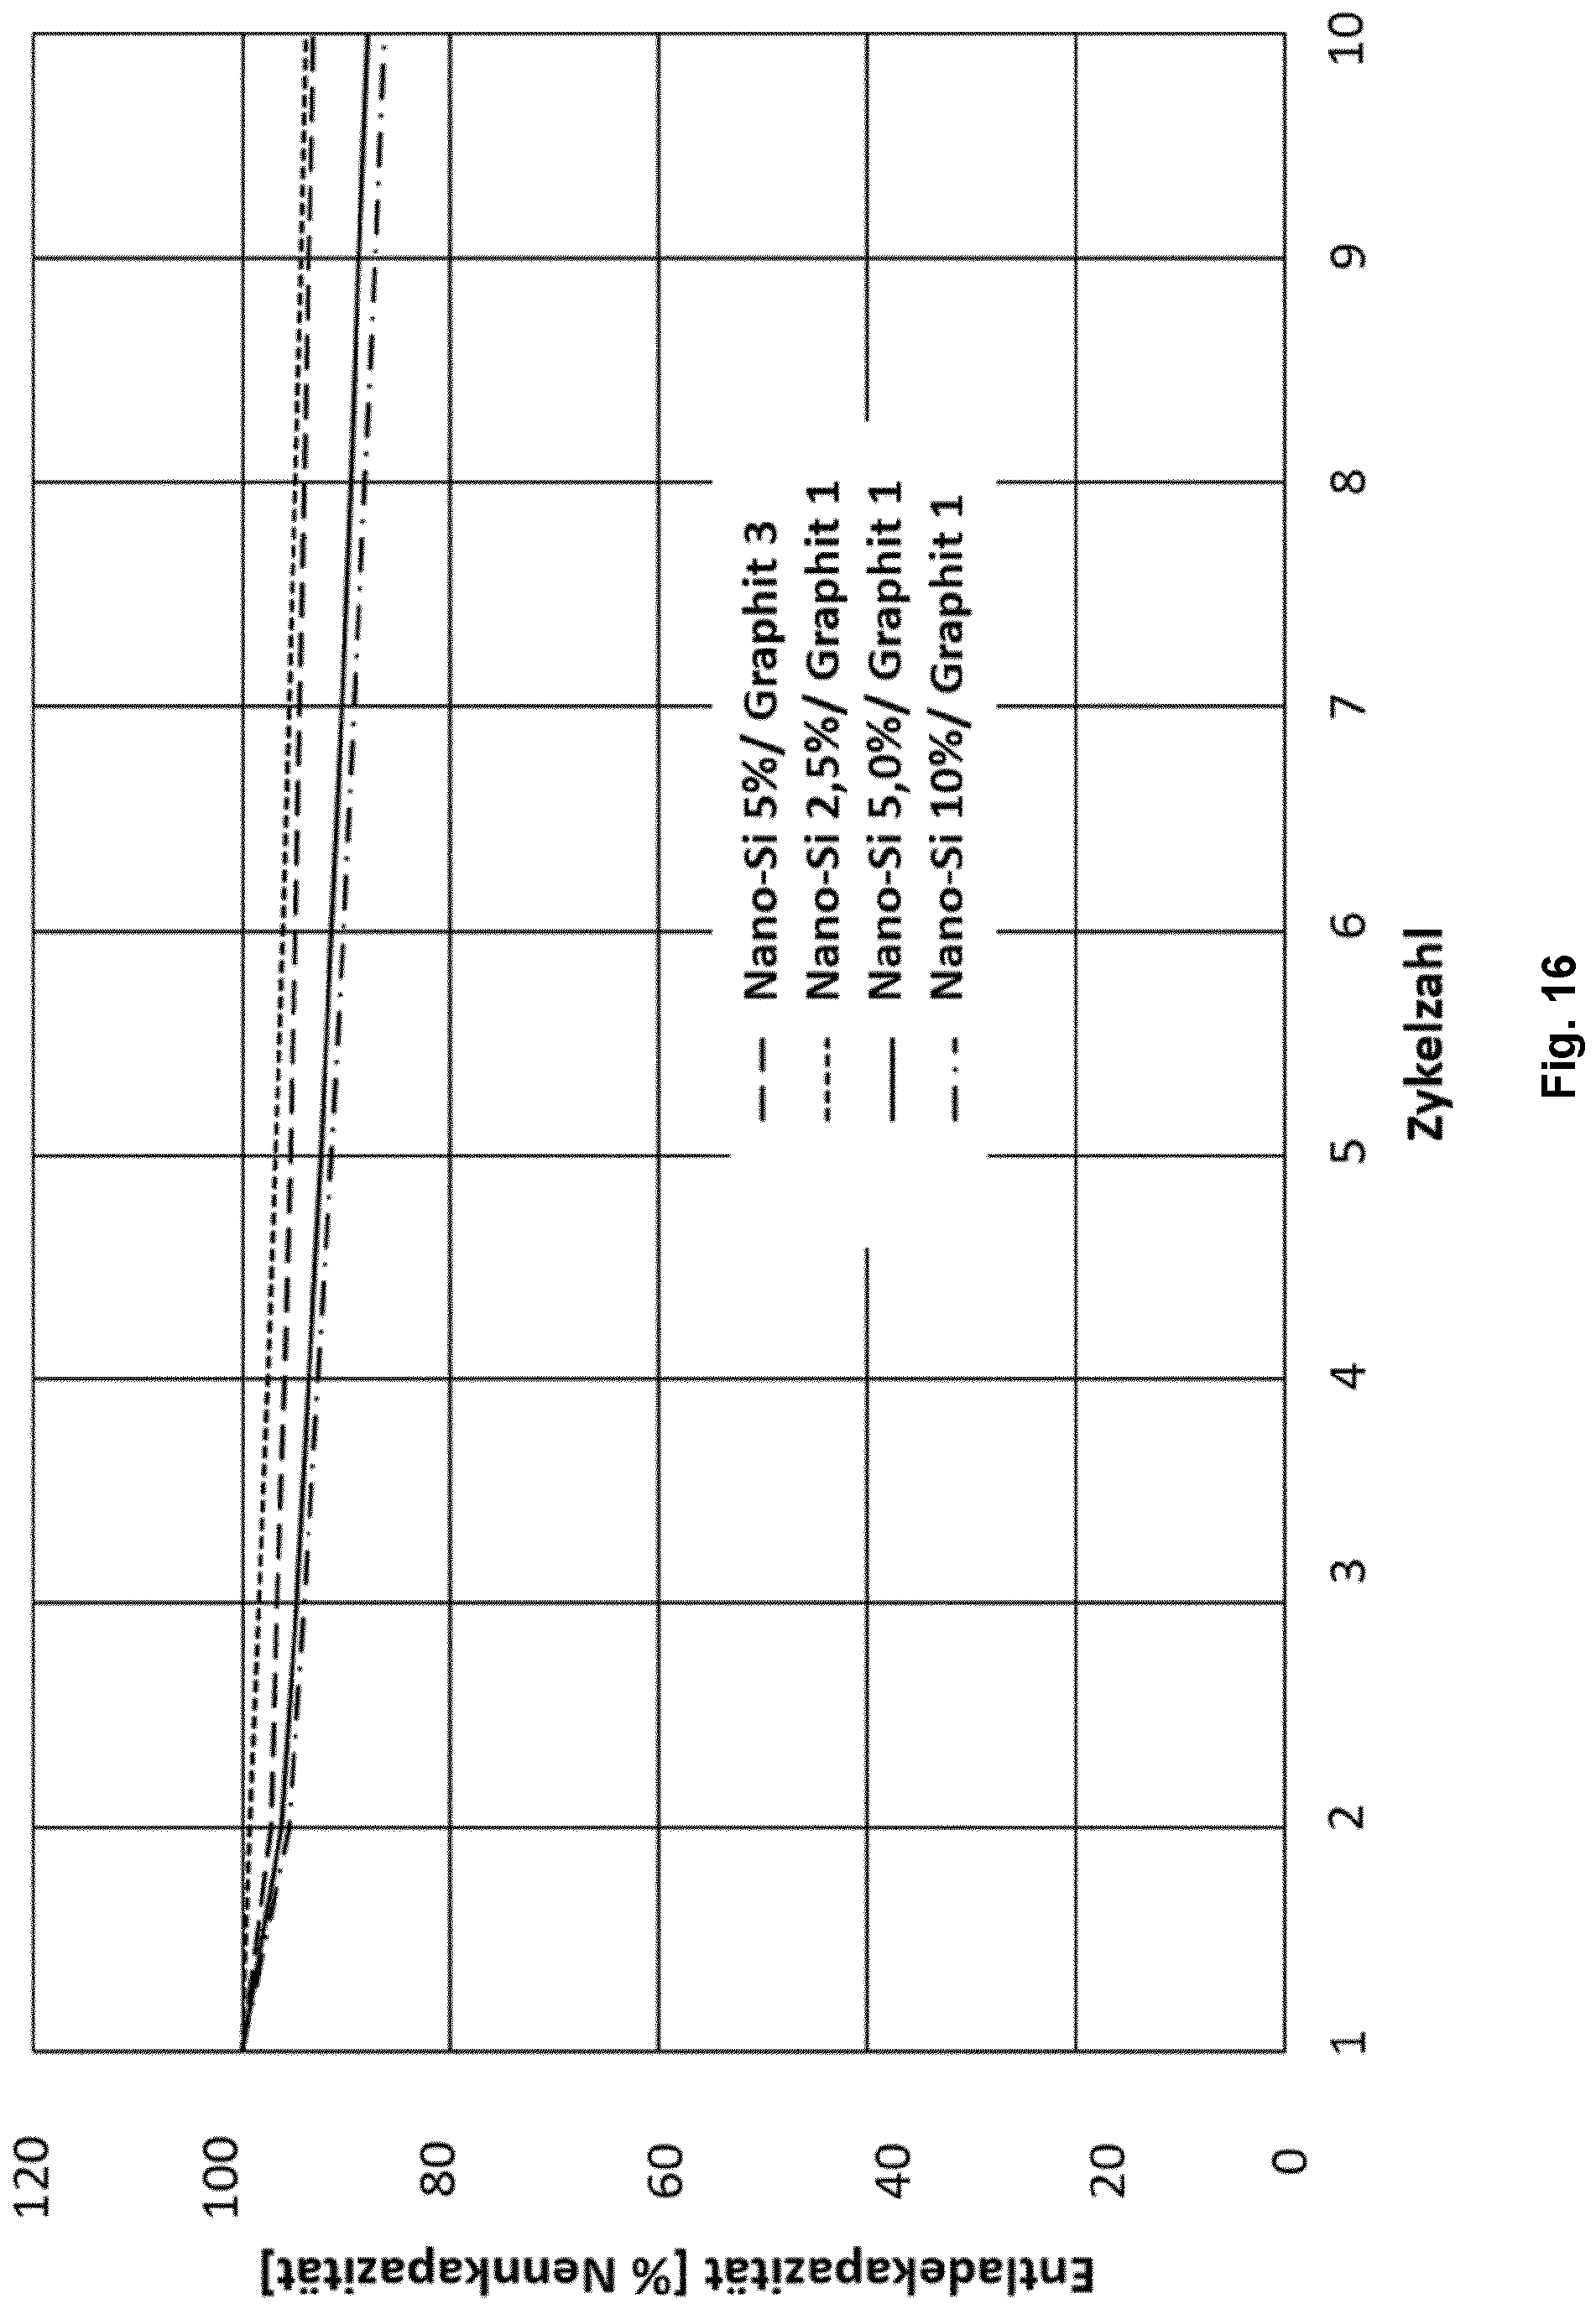 Entladekapazität [% Nennkapazität]
120
100
80
60
40
20
0
Nano-Si 5%/ Graphit 3
Nano-Si 2,5%/ Graphit 1
Nano-Si 5,0%/ Graphit 1
Nano-Si 10%/ Graphit 1
1 2 3 4 5 6 7 8 9 10
Zykelzahl
Fig. 16